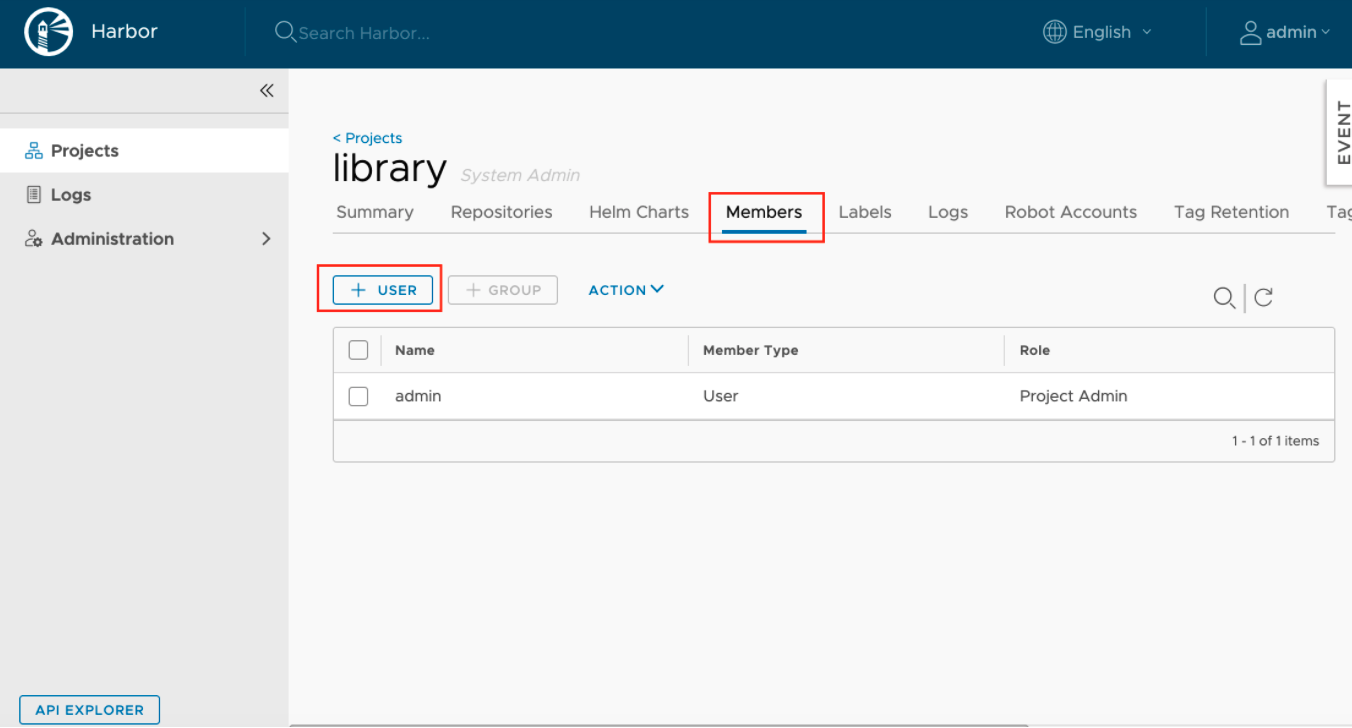 Harbor
Search Harbor...
English
admin
EVENT
Projects
Logs
Administration
< Projects
library System Admin
Summary Repositories Helm Charts Members Labels Logs Robot Accounts Tag Retention Tag
+ USER + GROUP ACTION
Name Member Type Role
admin User Project Admin
1 - 1 of 1 items
API EXPLORER